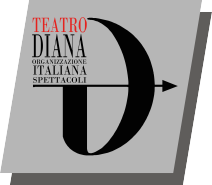 TEATRO
DIANA
ORGANIZZAZIONE
ITALIANA
SPETTACOLI